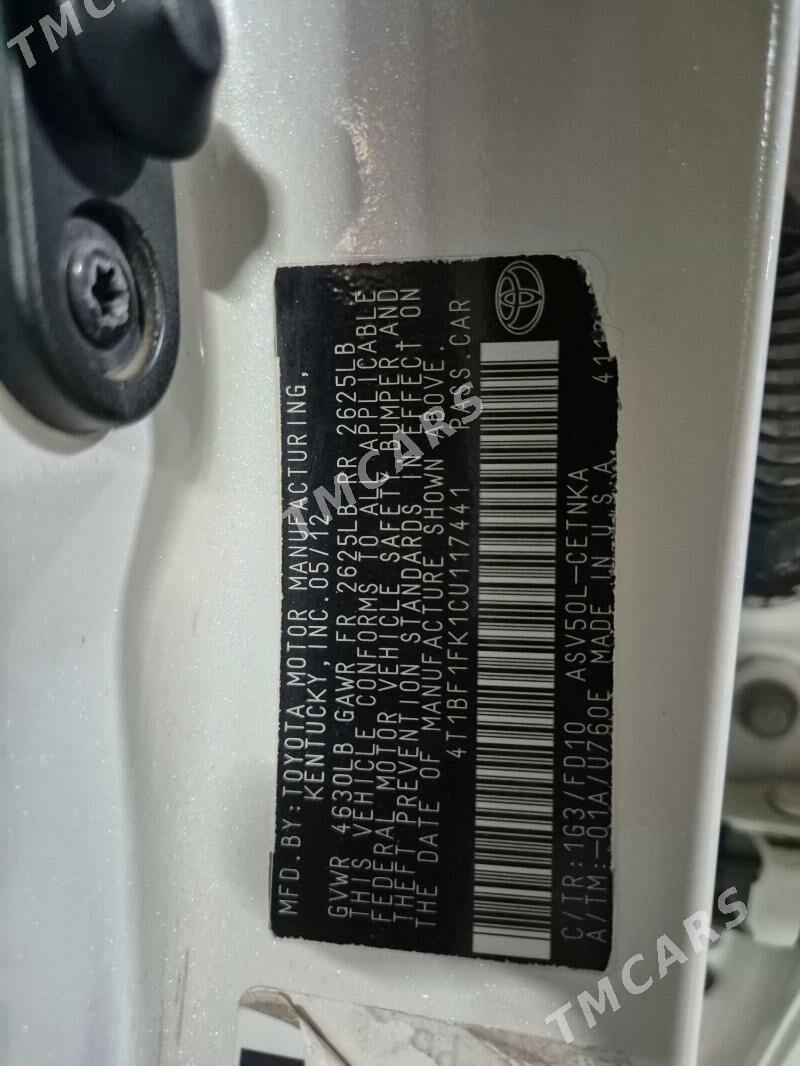 MFD.BY:TOYOTA MOTOR MANUFACTURING,
KENTUCKY, INC. 05/12
GVWR 4630LB GAWR FR 2625LB RR 2625LB
THIS VEHICLE CONFORMS TO ALL APPLICABLE
FEDERAL MOTOR VEHICLE SAFETY, BUMPER, AND
THEFT PREVENTION STANDARDS IN EFFECT ON
THE DATE OF MANUFACTURE SHOWN ABOVE.
4T1BF1FK1CU117441 PASS.CAR
C/TR:1G3/FD10 ASV50L-CETNKA
A/TM:-01A/U760E MADE IN U.S.A.
TMCARS
TMCARS
TMCARS